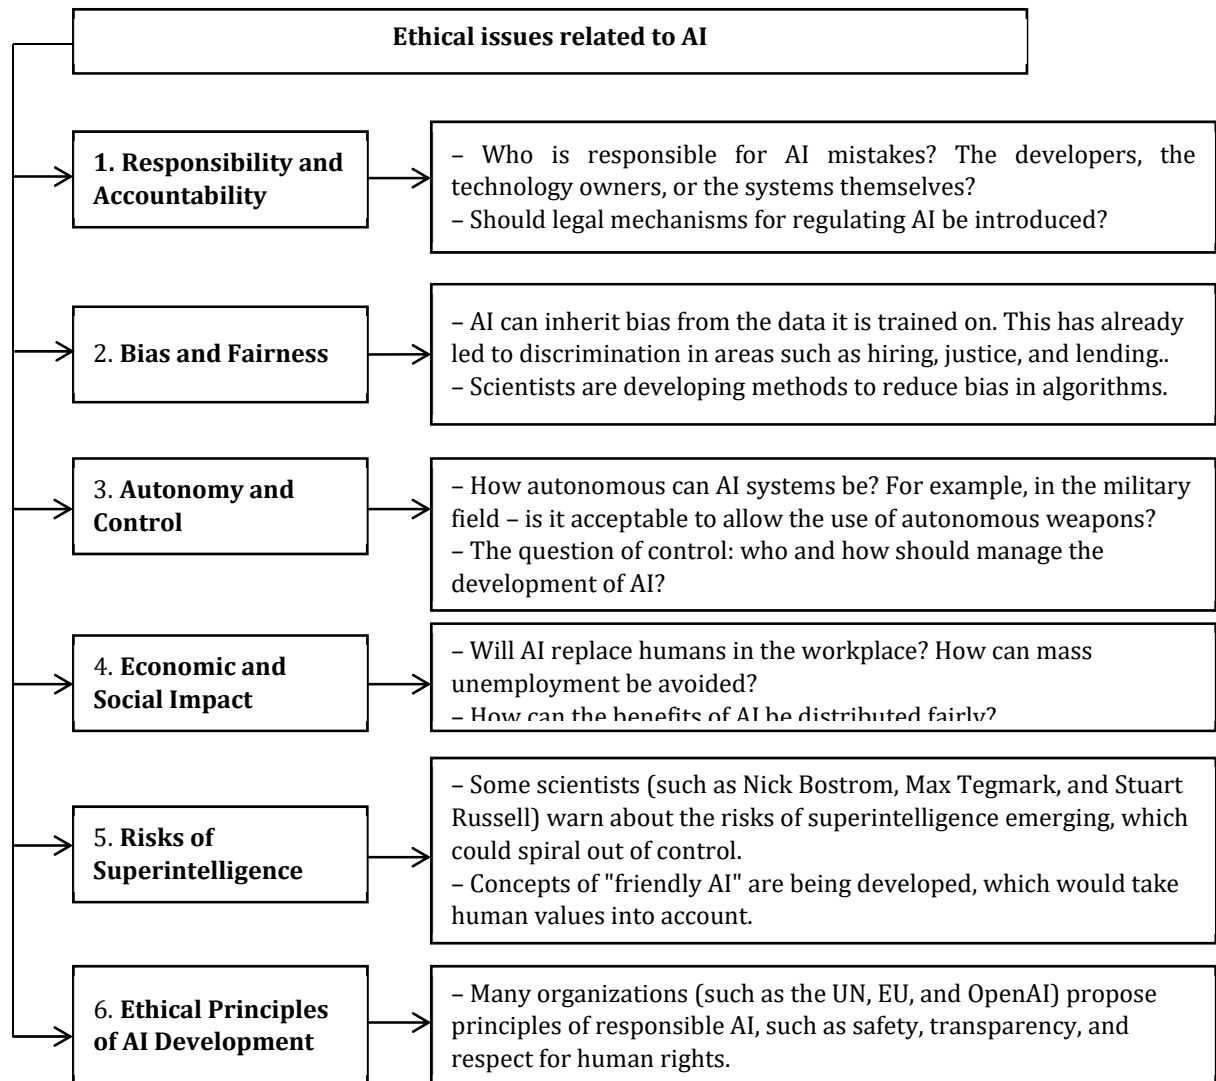 Ethical issues related to AI
1. Responsibility and
Accountability
– Who is responsible for AI mistakes? The developers, the
technology owners, or the systems themselves?
– Should legal mechanisms for regulating AI be introduced?
2. Bias and Fairness
– AI can inherit bias from the data it is trained on. This has already
led to discrimination in areas such as hiring, justice, and lending..
– Scientists are developing methods to reduce bias in algorithms.
3. Autonomy and
Control
– How autonomous can AI systems be? For example, in the military
field – is it acceptable to allow the use of autonomous weapons?
– The question of control: who and how should manage the
development of AI?
4. Economic and
Social Impact
– Will AI replace humans in the workplace? How can mass
unemployment be avoided?
– How can the benefits of AI be distributed fairly?
5. Risks of
Superintelligence
– Some scientists (such as Nick Bostrom, Max Tegmark, and Stuart
Russell) warn about the risks of superintelligence emerging, which
could spiral out of control.
– Concepts of "friendly AI" are being developed, which would take
human values into account.
6. Ethical Principles
of AI Development
– Many organizations (such as the UN, EU, and OpenAI) propose
principles of responsible AI, such as safety, transparency, and
respect for human rights.